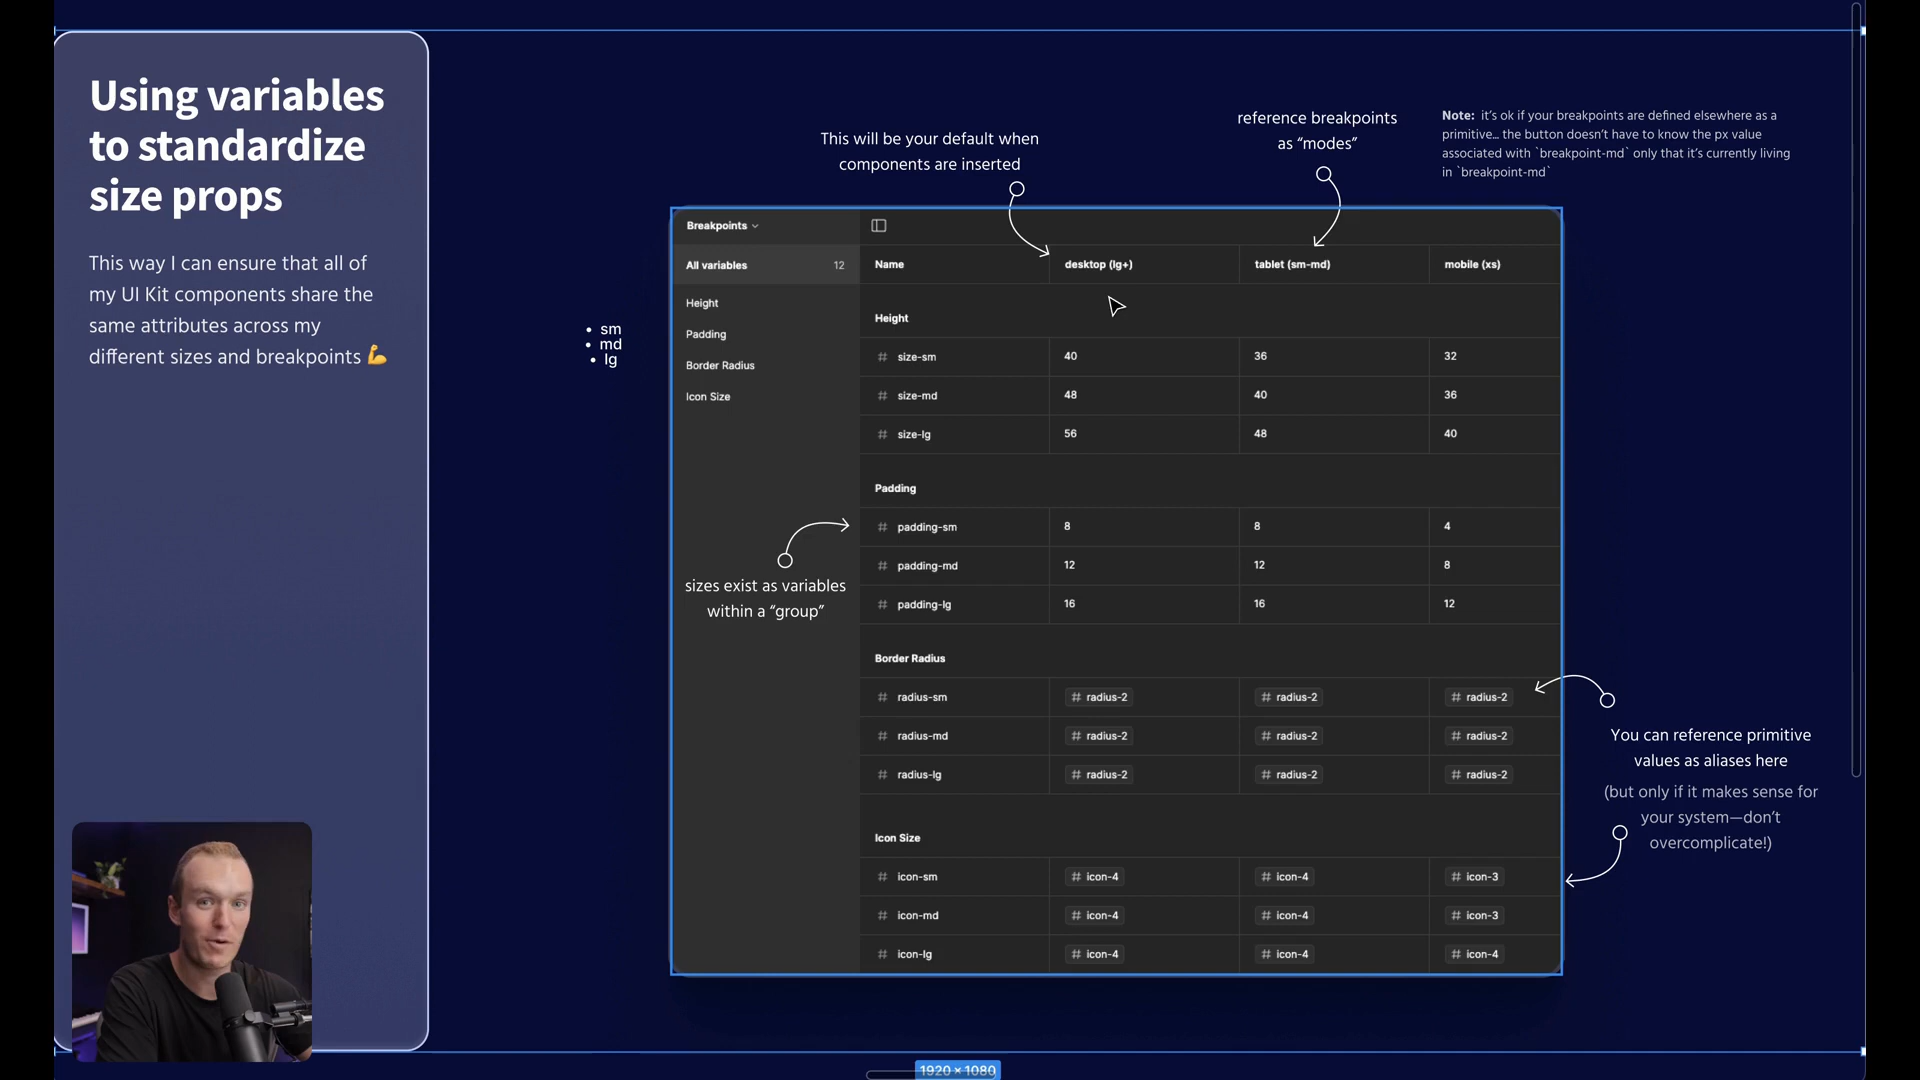 Using variables
to standardize
size props
This way I can ensure that all of
my UI Kit components share the
same attributes across my
different sizes and breakpoints 💪
• sm
• md
• lg
This will be your default when
components are inserted
reference breakpoints
as “modes”
Note: it’s ok if your breakpoints are defined elsewhere as a
primitive... the button doesn’t have to know the px value
associated with `breakpoint-md` only that it’s currently living
in `breakpoint-md`
Breakpoints
All variables 12
Height
Padding
Border Radius
Icon Size
sizes exist as variables
within a “group”
Name desktop (lg+) tablet (sm-md) mobile (xs)
Height
# size-sm 40 36 32
# size-md 48 40 36
# size-lg 56 48 40
Padding
# padding-sm 8 8 4
# padding-md 12 12 8
# padding-lg 16 16 12
Border Radius
# radius-sm # radius-2 # radius-2 # radius-2
# radius-md # radius-2 # radius-2 # radius-2
# radius-lg # radius-2 # radius-2 # radius-2
Icon Size
# icon-sm # icon-4 # icon-4 # icon-3
# icon-md # icon-4 # icon-4 # icon-3
# icon-lg # icon-4 # icon-4 # icon-4
You can reference primitive
values as aliases here
(but only if it makes sense for
your system—don’t
overcomplicate!)
1920 × 1080